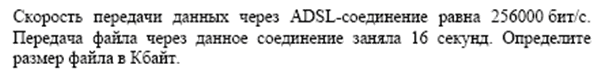 Скорость передачи данных через ADSL-соединение равна 256000 бит/c.
Передача файла через данное соединение заняла 16 секунд. Определите
размер файла в Кбайт.